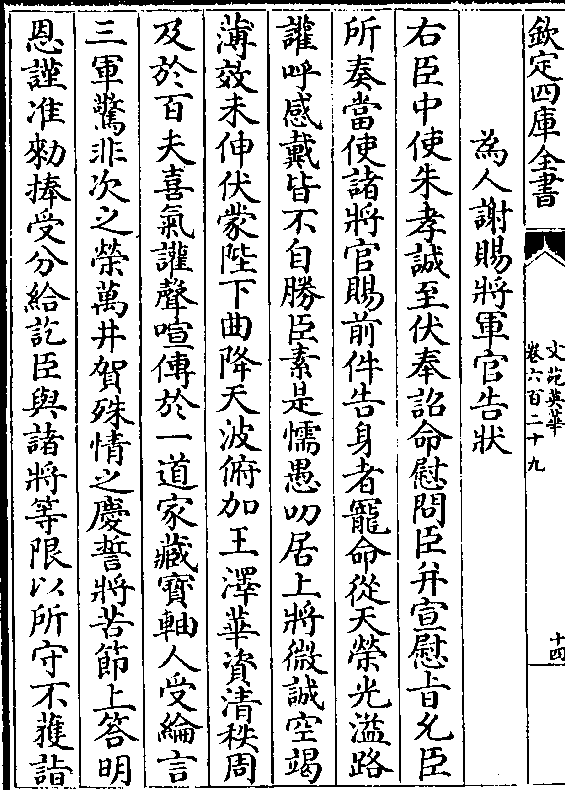 欽定四庫全書
文苑英華
卷六百二十九
十四
為人謝賜將軍官告狀
右臣中使朱孝誠至伏奉詔命慰問臣并宣慰㫖允臣
所奏當使諸將官賜前件告身者寵命從天榮光溢路
讙呼感戴皆不自勝臣素是懦愚叨居上將微誠空竭
薄效未伸伏蒙陛下曲降天波俯加王澤華資清秩周
及於百夫喜氣讙聲喧傳於一道家藏寳軸人受綸言
三軍驚非次之榮萬井賀殊情之慶誓將苦節上答明
恩謹准勑捧受分給訖臣與諸將等限以所守不獲詣